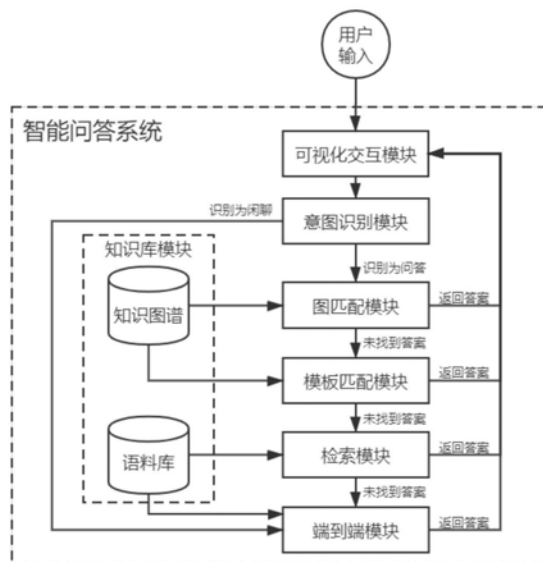 用户
输入
智能问答系统
可视化交互模块
识别为闲聊
意图识别模块
知识库模块
识别为问答
知识图谱
图匹配模块
返回答案
未找到答案
模板匹配模块
返回答案
未找到答案
语料库
检索模块
返回答案
未找到答案
端到端模块
返回答案